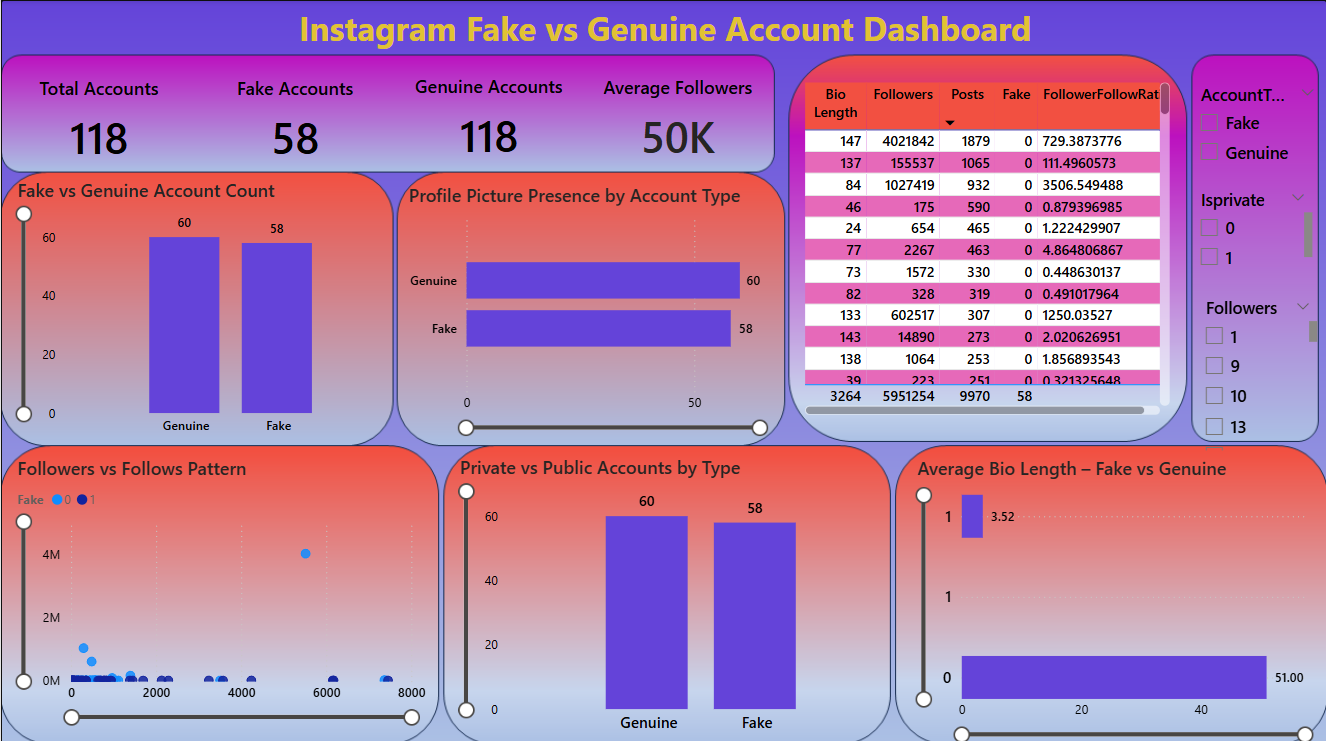 Instagram Fake vs Genuine Account Dashboard
Total Accounts
118
Fake Accounts
58
Genuine Accounts
118
Average Followers
50K
Bio Length Followers Posts Fake FollowerFollowRat
147 4021842 1879 0 729.3873776
137 155537 1065 0 111.4960573
84 1027419 932 0 3506.549488
46 175 590 0 0.879396985
24 654 465 0 1.222429907
77 2267 463 0 4.864806867
73 1572 330 0 0.448630137
82 328 319 0 0.491017964
133 602517 307 0 1250.03527
143 14890 273 0 2.020626951
138 1064 253 0 1.856893543
39 223 251 0 0.321325648
3264 5951254 9970 58
AccountT...
Fake
Genuine
Isprivate
0
1
Followers
1
9
10
13
Fake vs Genuine Account Count
60
40
20
0
60
58
Genuine Fake
Profile Picture Presence by Account Type
Genuine 60
Fake 58
0 50
Followers vs Follows Pattern
Fake 0 1
4M
2M
0M
0 2000 4000 6000 8000
Private vs Public Accounts by Type
60
40
20
0
60
58
Genuine Fake
Average Bio Length – Fake vs Genuine
1 3.52
1
0 51.00
0 20 40